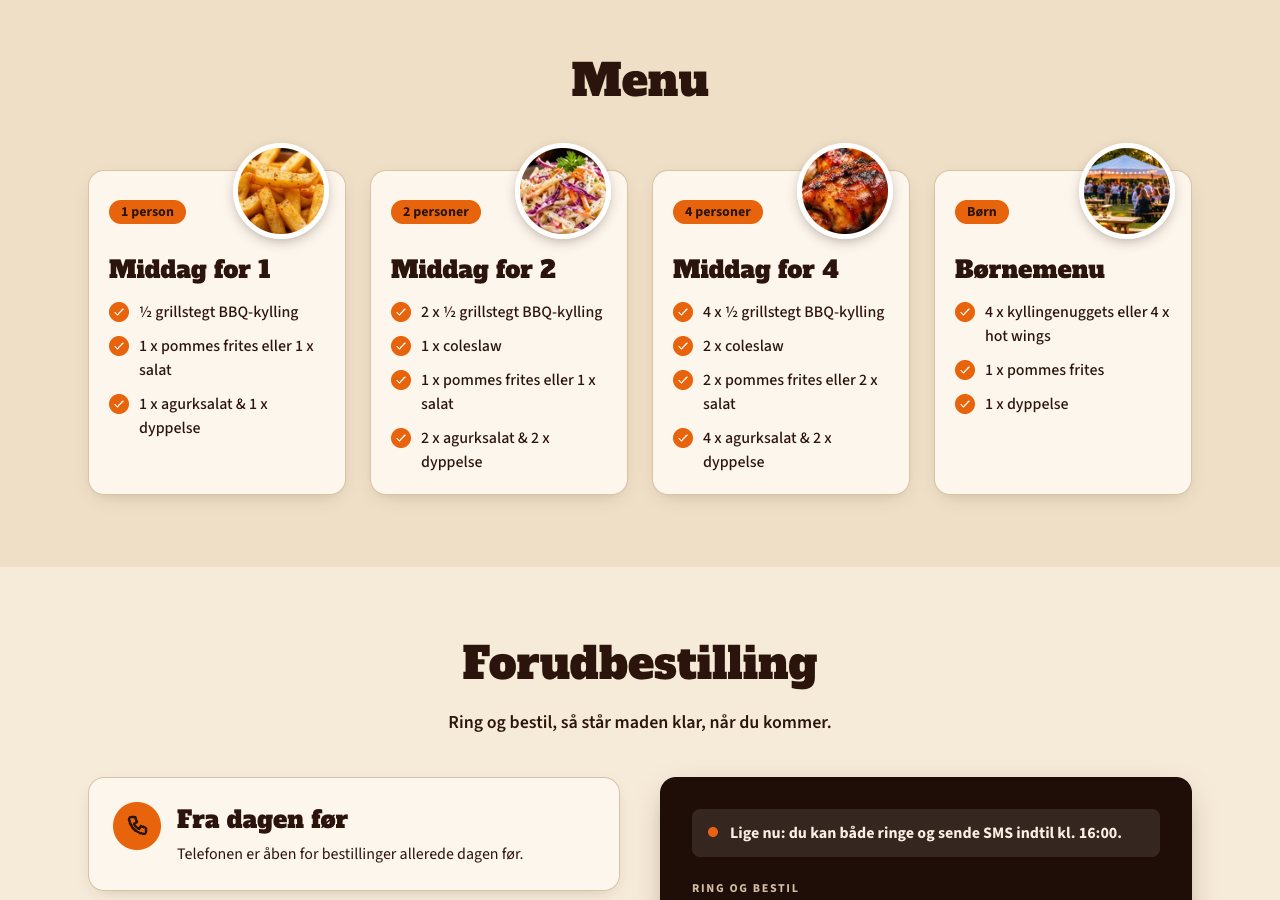 Menu
1 person
Middag for 1
½ grillstegt BBQ-kylling
1 x pommes frites eller 1 x
salat
1 x agurksalat & 1 x
dyppelse
2 personer
Middag for 2
2 x ½ grillstegt BBQ-kylling
1 x coleslaw
1 x pommes frites eller 1 x
salat
2 x agurksalat & 2 x
dyppelse
4 personer
Middag for 4
4 x ½ grillstegt BBQ-kylling
2 x coleslaw
2 x pommes frites eller 2 x
salat
4 x agurksalat & 2 x
dyppelse
Børn
Børnemenu
4 x kyllingenuggets eller 4 x
hot wings
1 x pommes frites
1 x dyppelse
Forudbestilling
Ring og bestil, så står maden klar, når du kommer.
Fra dagen før
Telefonen er åben for bestillinger allerede dagen før.
Lige nu: du kan både ringe og sende SMS indtil kl. 16:00.
RING OG BESTIL